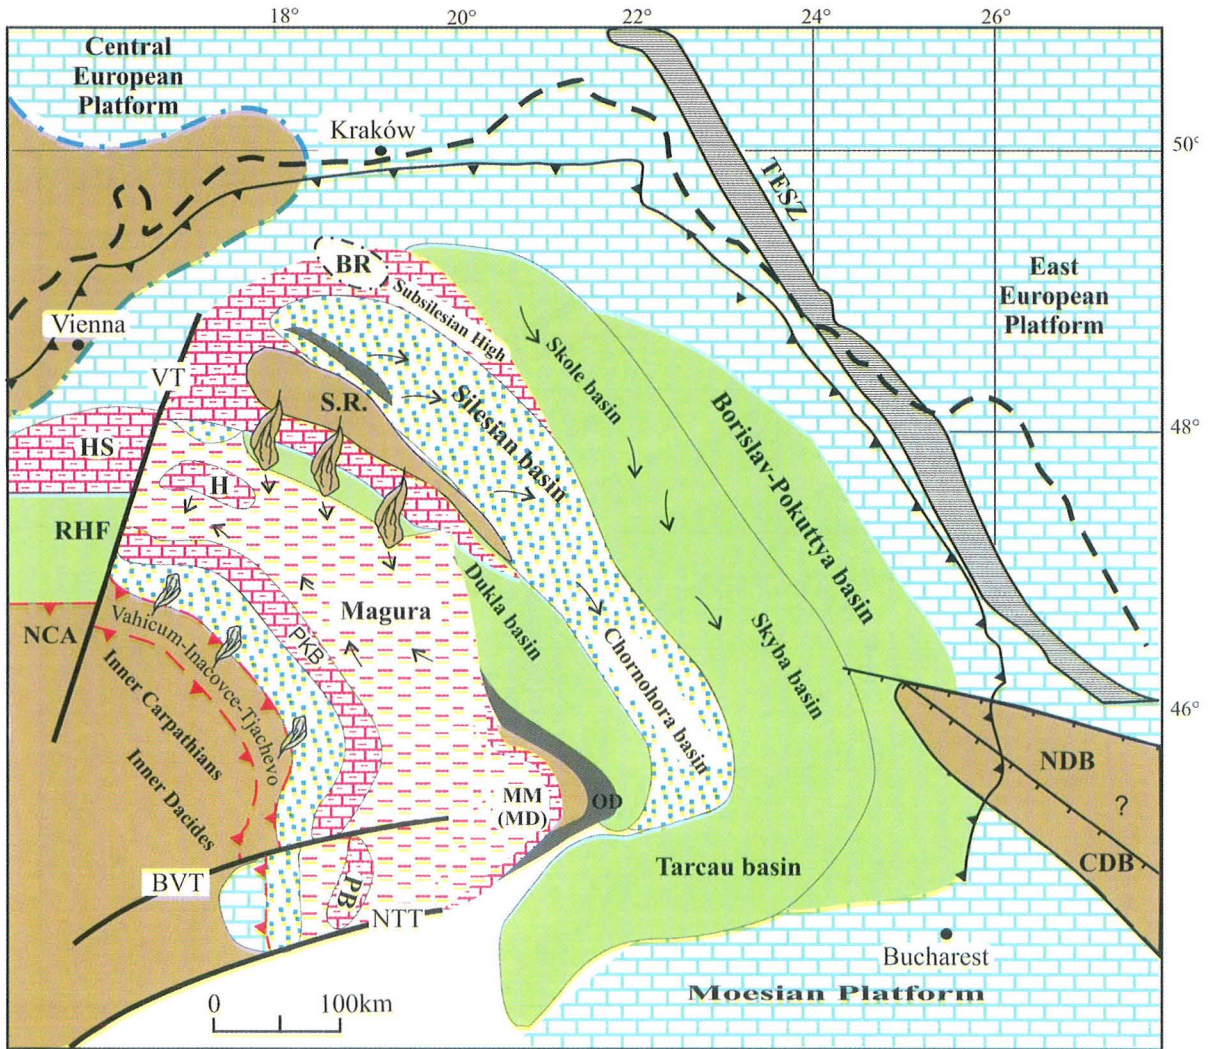 18°
20°
22°
24°
26°
Central
European
Platform
Kraków
50°
TESZ
BR
East
European
Platform
Subsilesian High
Vienna
VT
Skole basin
S.R.
Silesian basin
Borislav-Pokuttya basin
48°
HS
H
RHF
Magura
Dukla basin
NCA
Vahicum-Inacovce-Tjachevo
PKB
Skyba basin
Chornohora basin
Inner Carpathians
Inner Dacides
46°
NDB
MM
(MD)
OD
?
CDB
Tarcau basin
BVT
PB
NTT
Bucharest
Moesian Platform
0
100km